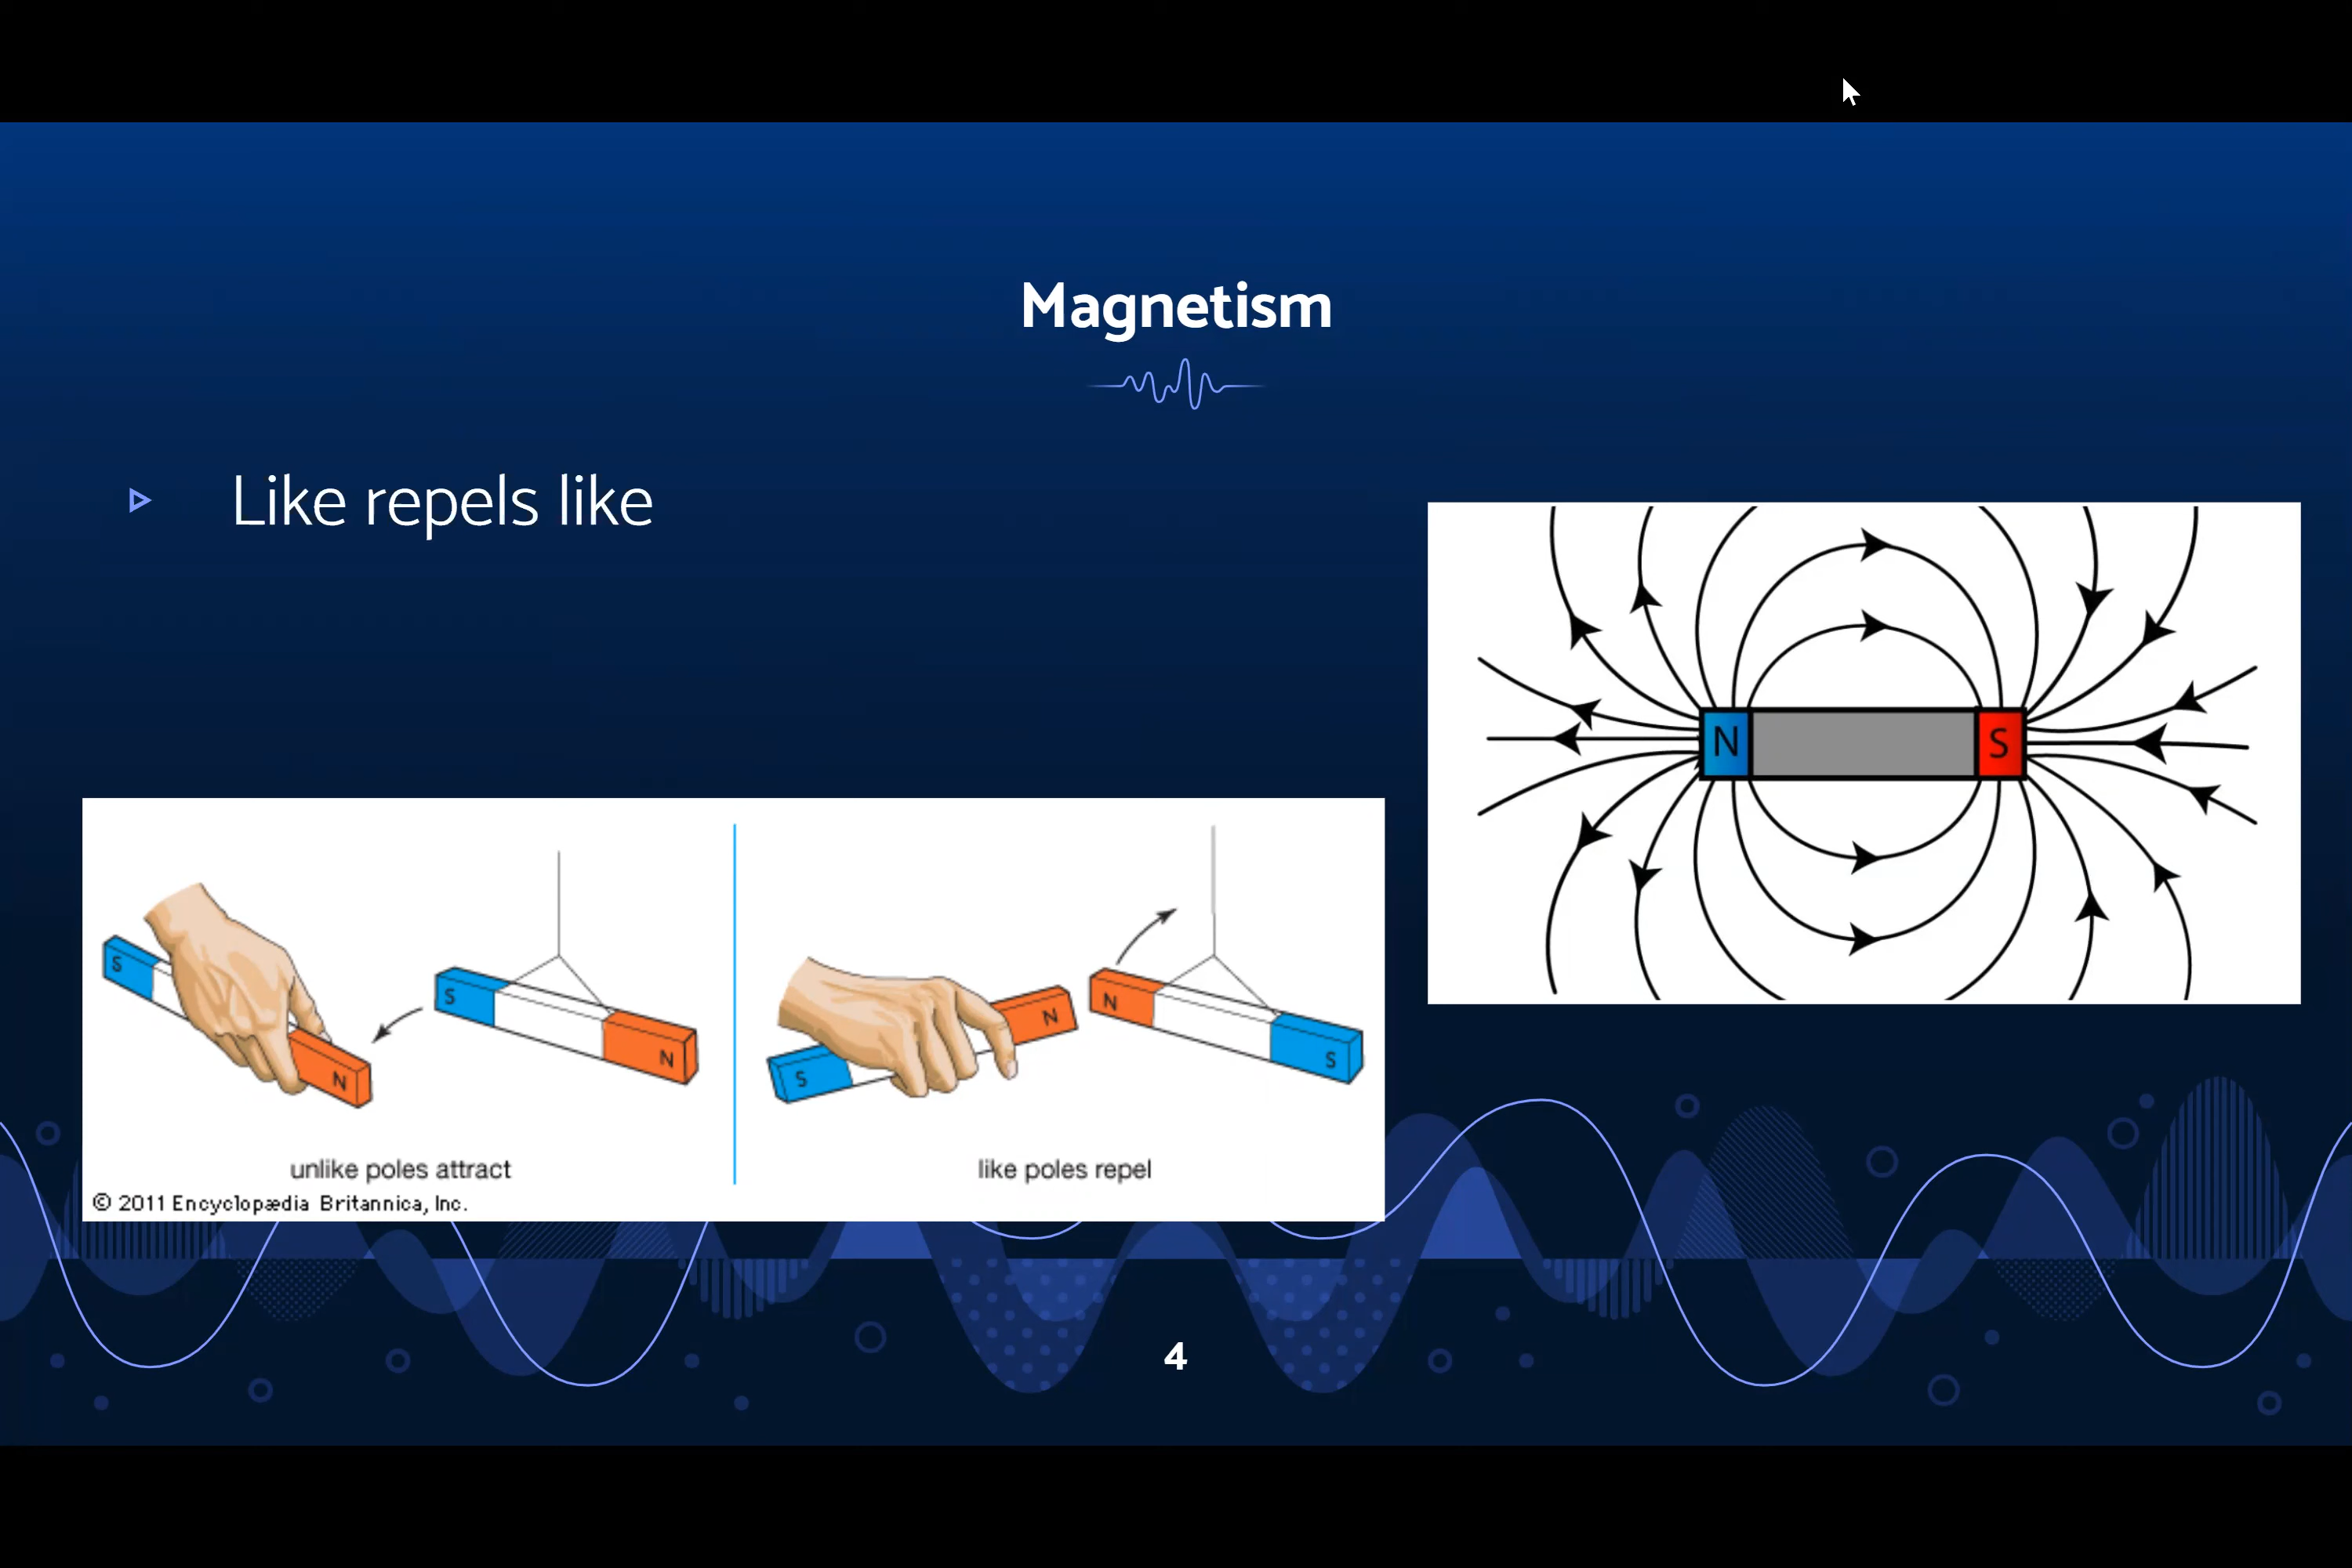 Magnetism
Like repels like
N S
S
S
N
N
N
S
S
N
unlike poles attract
like poles repel
© 2011 Encyclopædia Britannica, Inc.
4